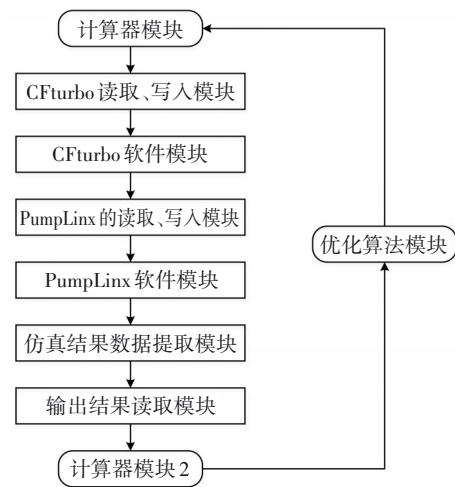 计算器模块
CFturbo读取、写入模块
CFturbo软件模块
PumpLinx的读取、写入模块
优化算法模块
PumpLinx软件模块
仿真结果数据提取模块
输出结果读取模块
计算器模块2